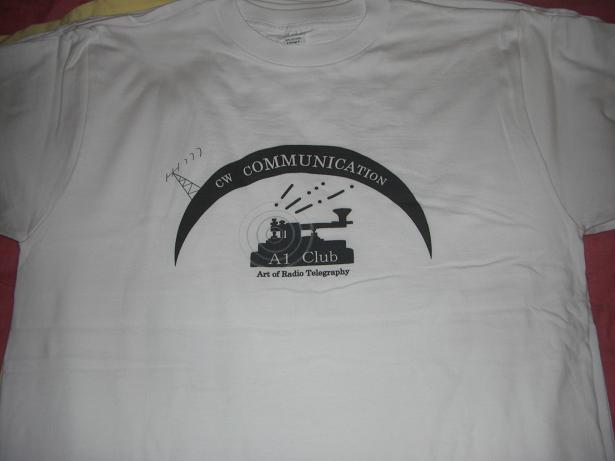 CW COMMUNICATION
A1 Club
Art of Radio Telegraphy